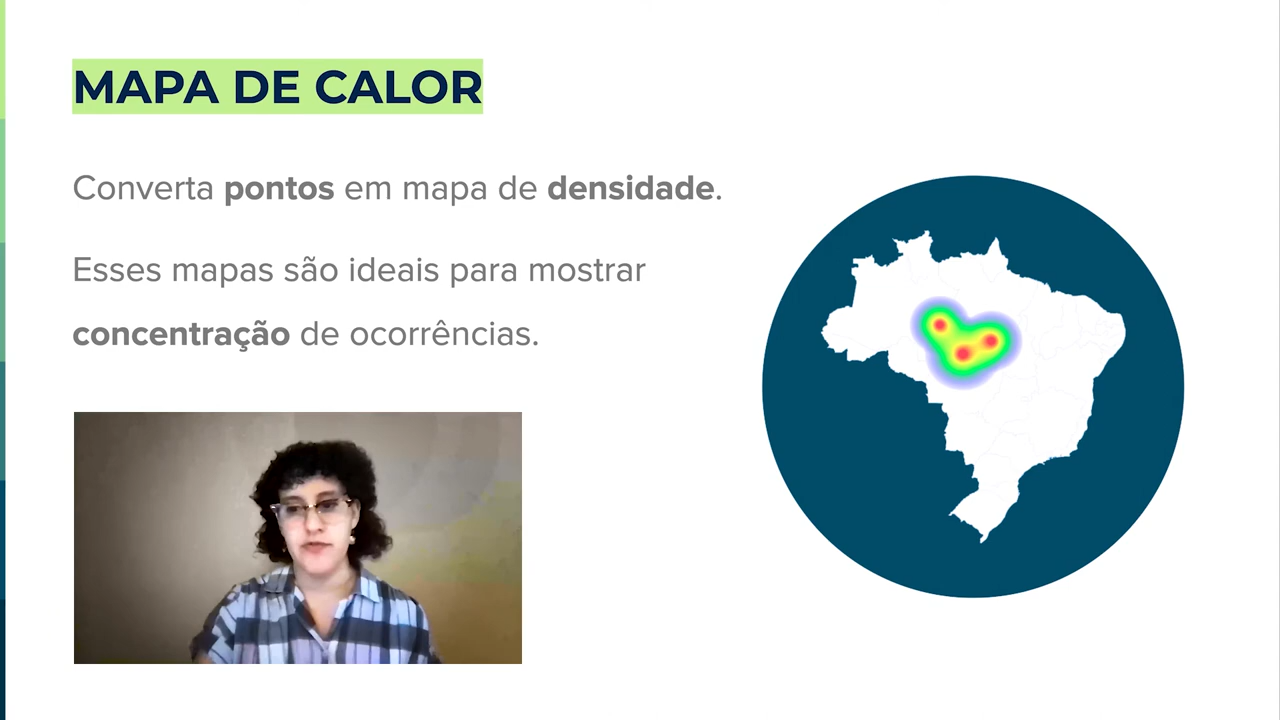 MAPA DE CALOR
Converta pontos em mapa de densidade.
Esses mapas são ideais para mostrar
concentração de ocorrências.